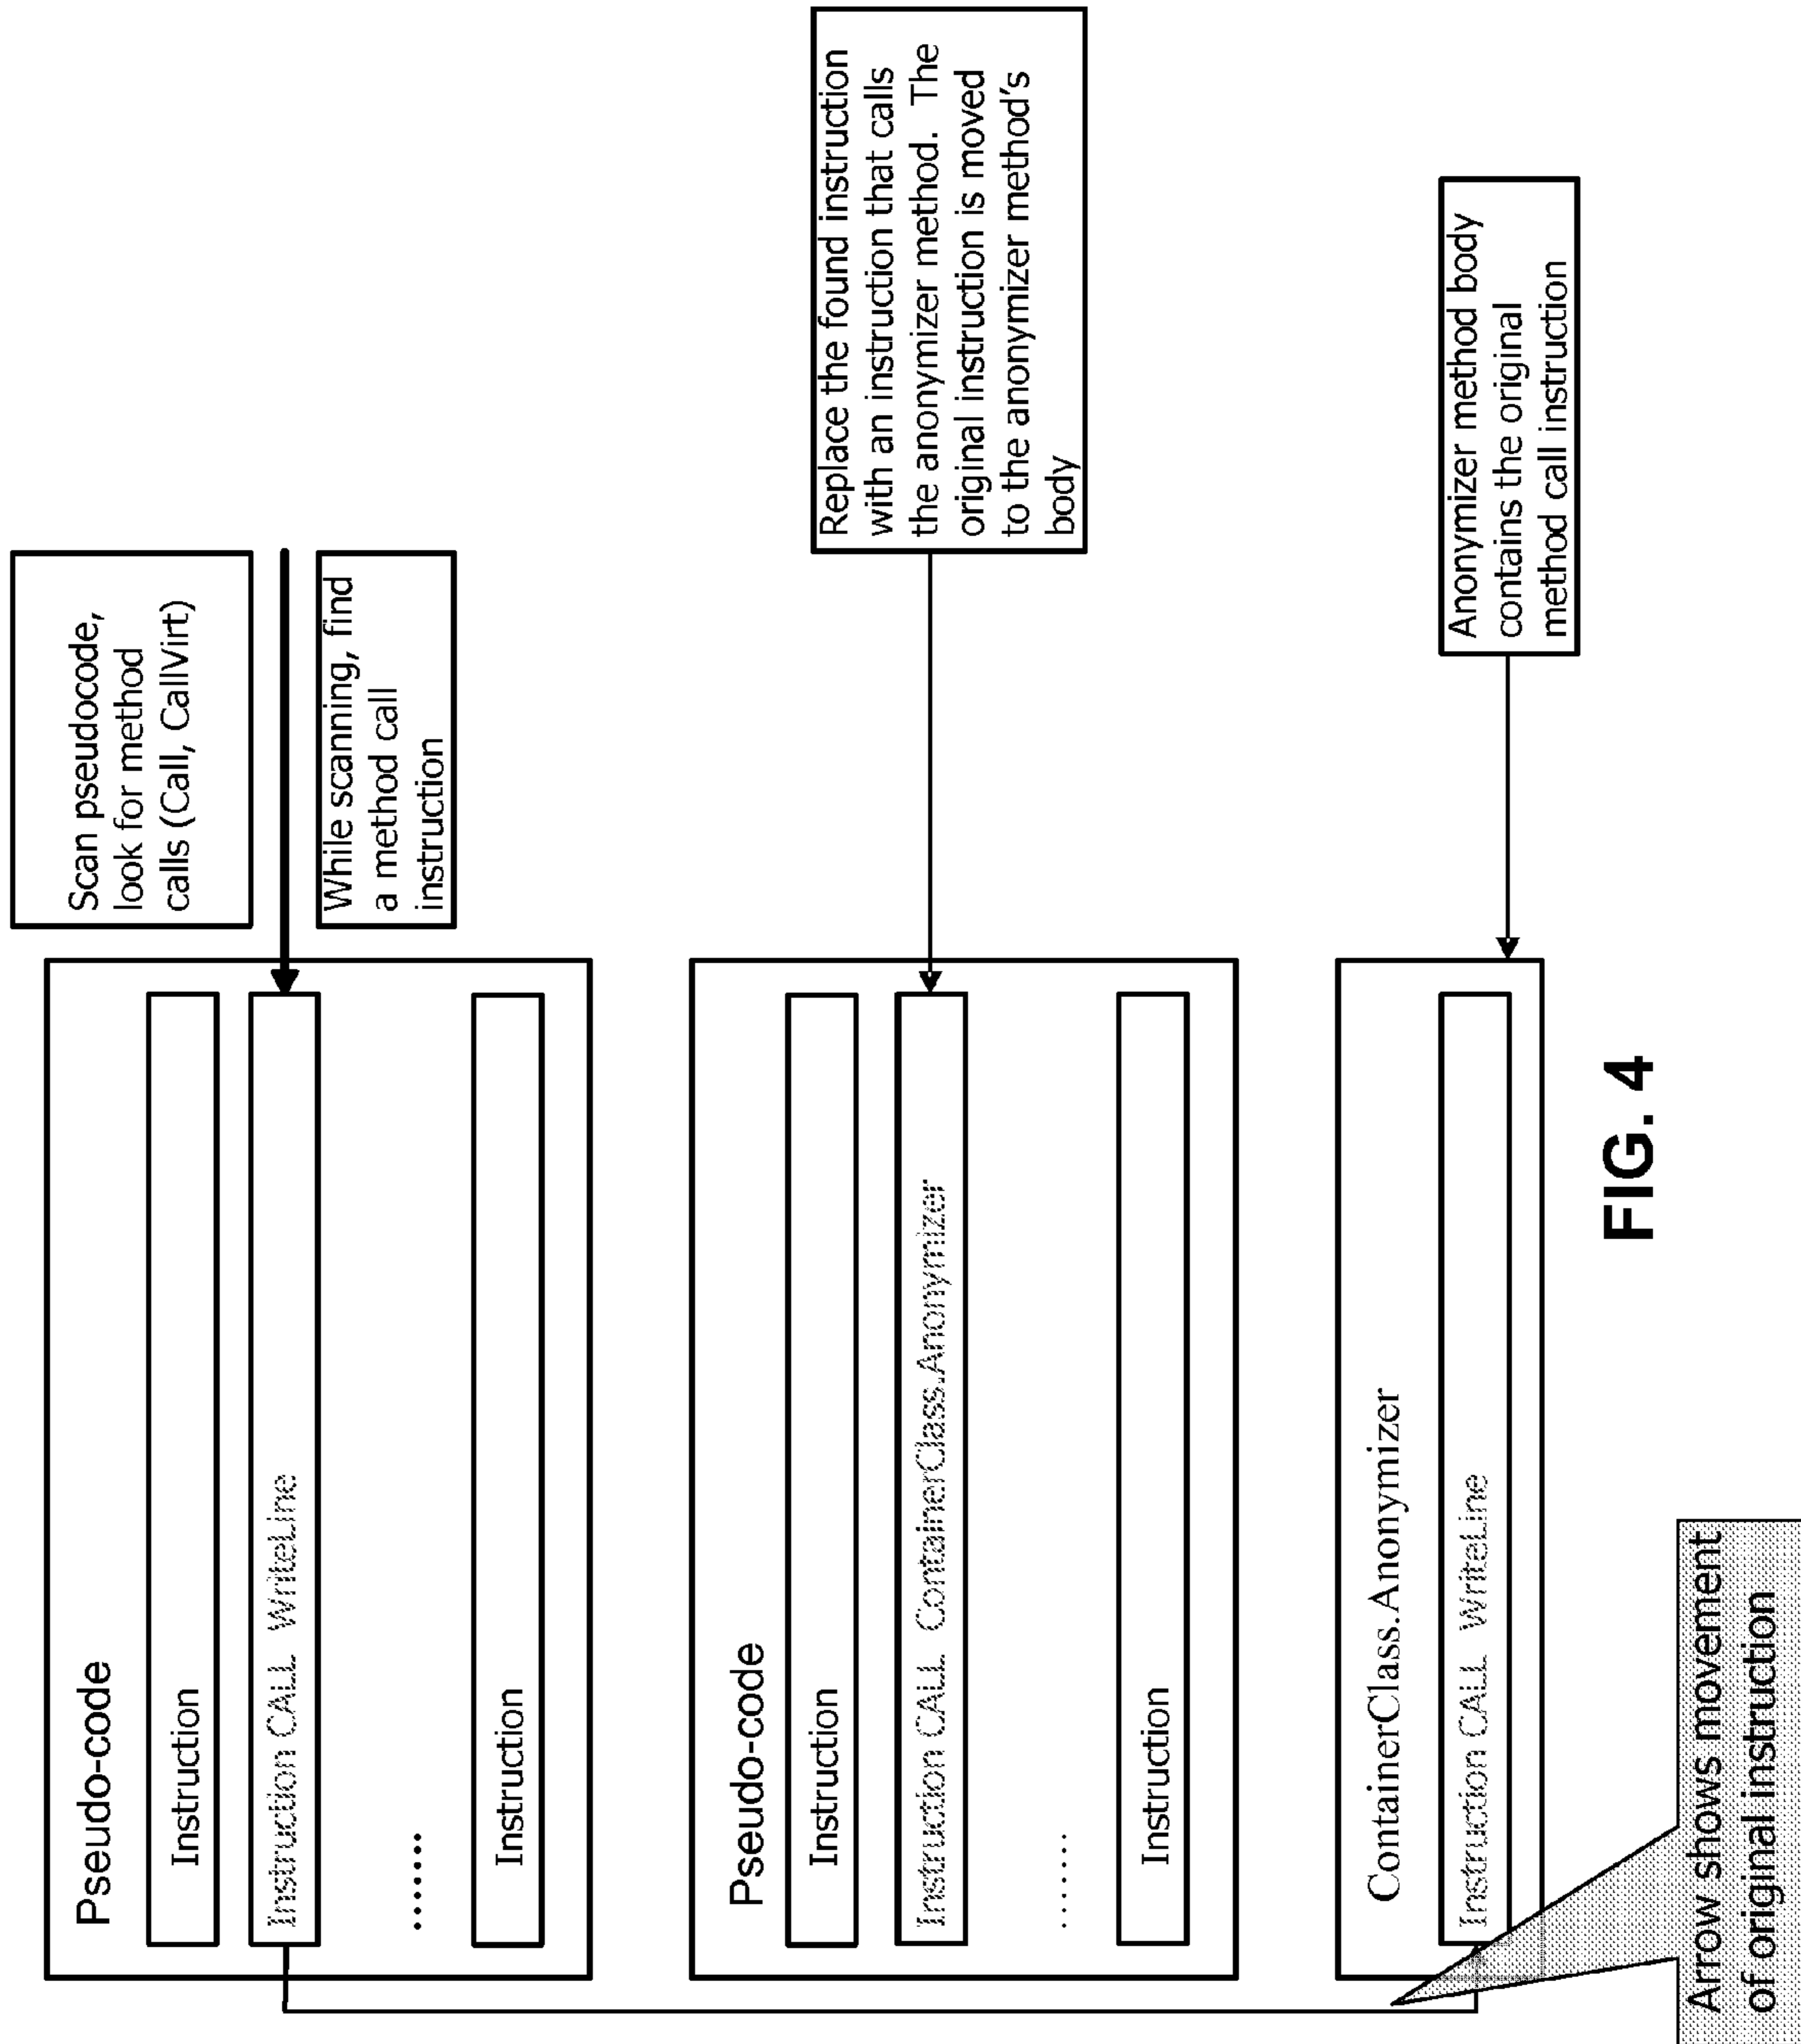 Pseudo-code
Instruction
Instruction CALL  WriteLine
.......
Instruction
Scan pseudocode,
look for method
calls (Call, CallVirt)
While scanning, find
a method call
instruction
Pseudo-code
Instruction
Instruction CALL  ContainerClass.Anonymizer
.......
Instruction
Replace the found instruction
with an instruction that calls
the anonymizer method.  The
original instruction is moved
to the anonymizer method's
body
ContainerClass.Anonymizer
Instruction CALL  WriteLine
Anonymizer method body
contains the original
method call instruction
Arrow shows movement
of original instruction
FIG. 4